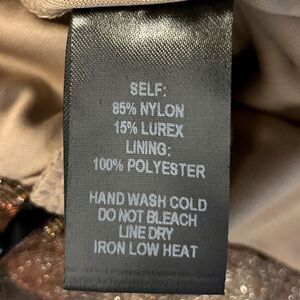 SELF:
85% NYLON
15% LUREX
LINING:
100% POLYESTER
HAND WASH COLD
DO NOT BLEACH
LINE DRY
IRON LOW HEAT